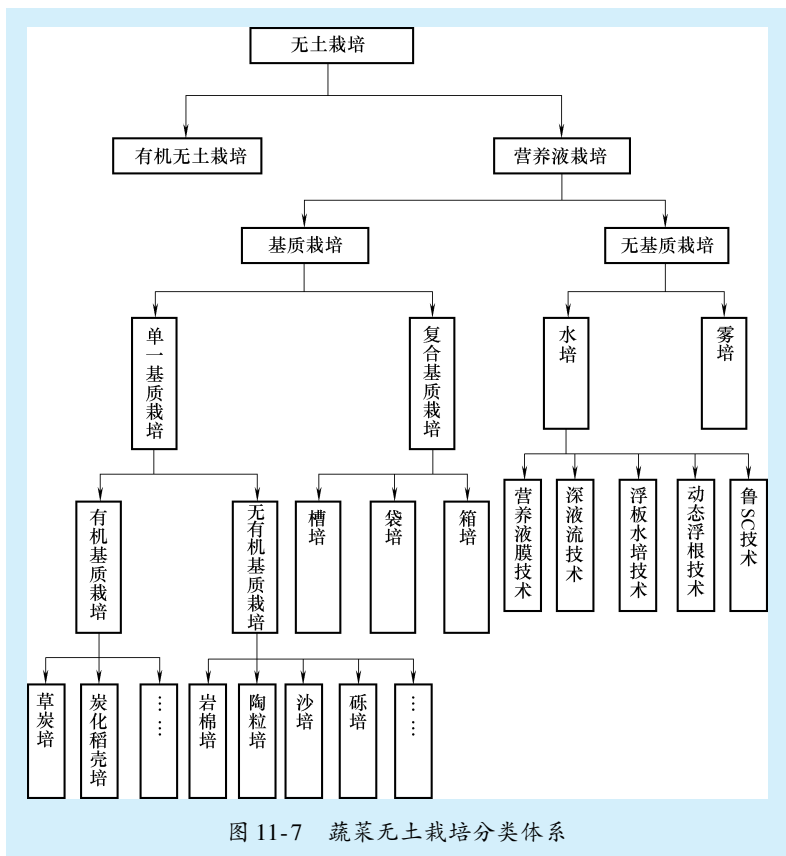 无土栽培
有机无土栽培
营养液栽培
基质栽培
无基质栽培
单一基质栽培
复合基质栽培
水培
雾培
有机基质栽培
无有机基质栽培
槽培
袋培
箱培
营养液膜技术
深液流技术
浮板水培技术
动态浮根技术
鲁SC技术
草炭培
炭化稻壳培
……
岩棉培
陶粒培
沙培
砾培
……
图 11-7 蔬菜无土栽培分类体系